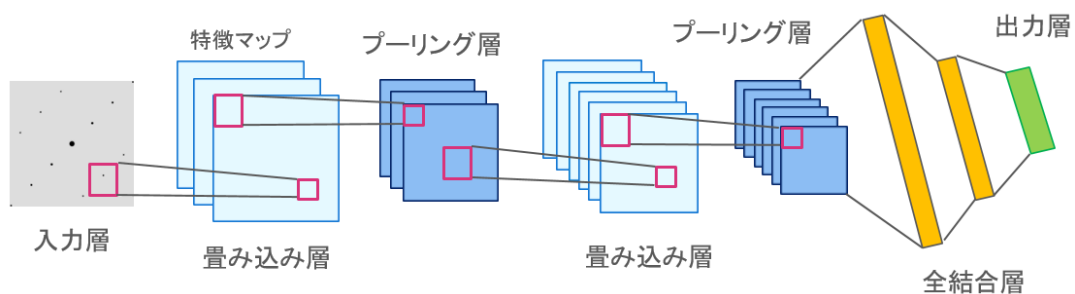 特徴マップ
プーリング層
プーリング層
出力層
入力層
畳み込み層
畳み込み層
全結合層